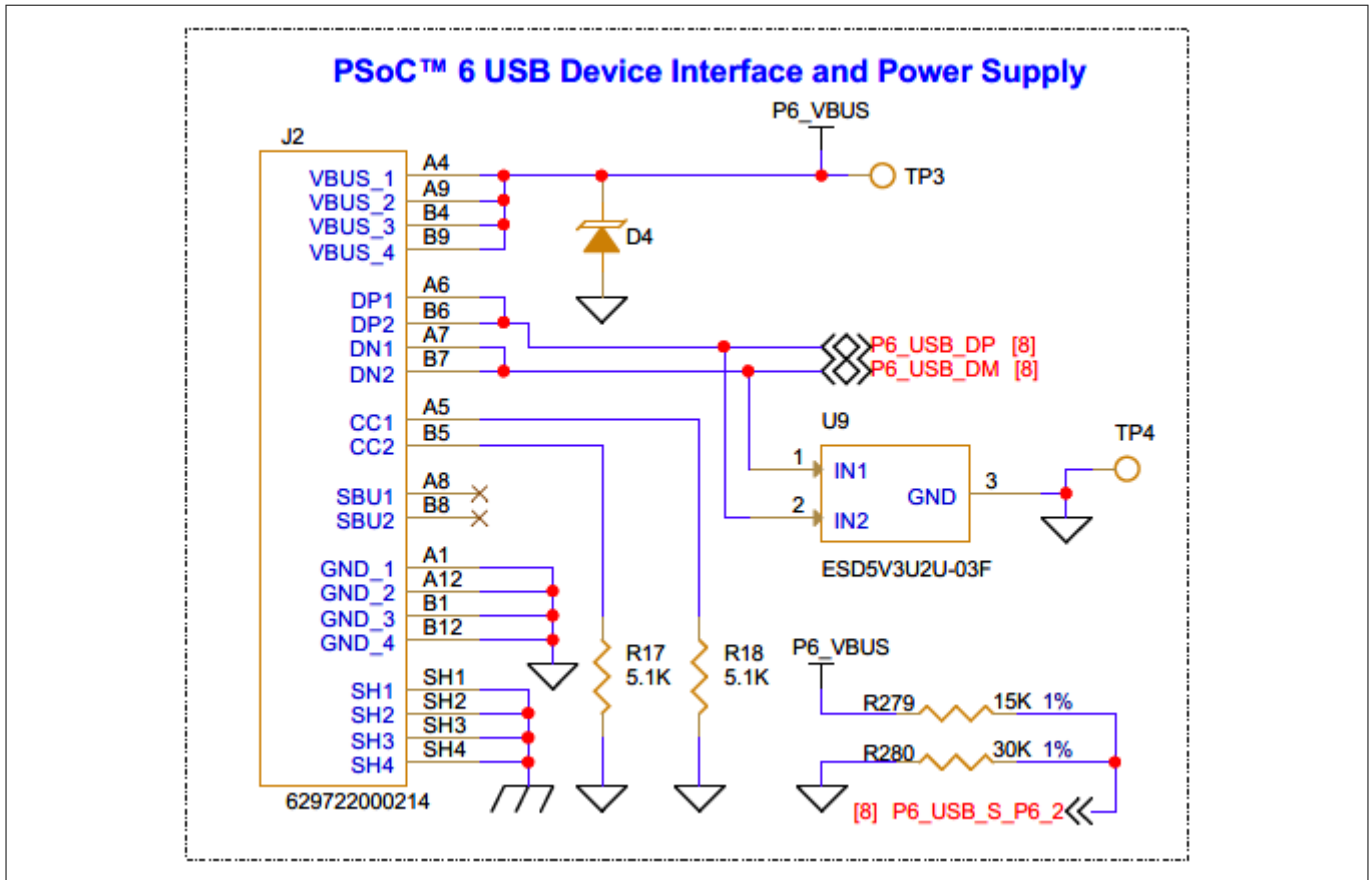 PSoC™ 6 USB Device Interface and Power Supply
P6_VBUS
J2
TP3
VBUS_1 A4
VBUS_2 A9
VBUS_3 B4
VBUS_4 B9
D4
DP1 A6
DP2 B6
DN1 A7
DN2 B7
P6_USB_DP [8]
P6_USB_DM [8]
CC1 A5
CC2 B5
U9
TP4
1 IN1
2 IN2
GND 3
ESD5V3U2U-03F
SBU1 A8
SBU2 B8
GND_1 A1
GND_2 A12
GND_3 B1
GND_4 B12
R17
5.1K
R18
5.1K
P6_VBUS
SH1 SH1
SH2 SH2
SH3 SH3
SH4 SH4
R279 15K 1%
R280 30K 1%
629722000214
[8] P6_USB_S_P6_2